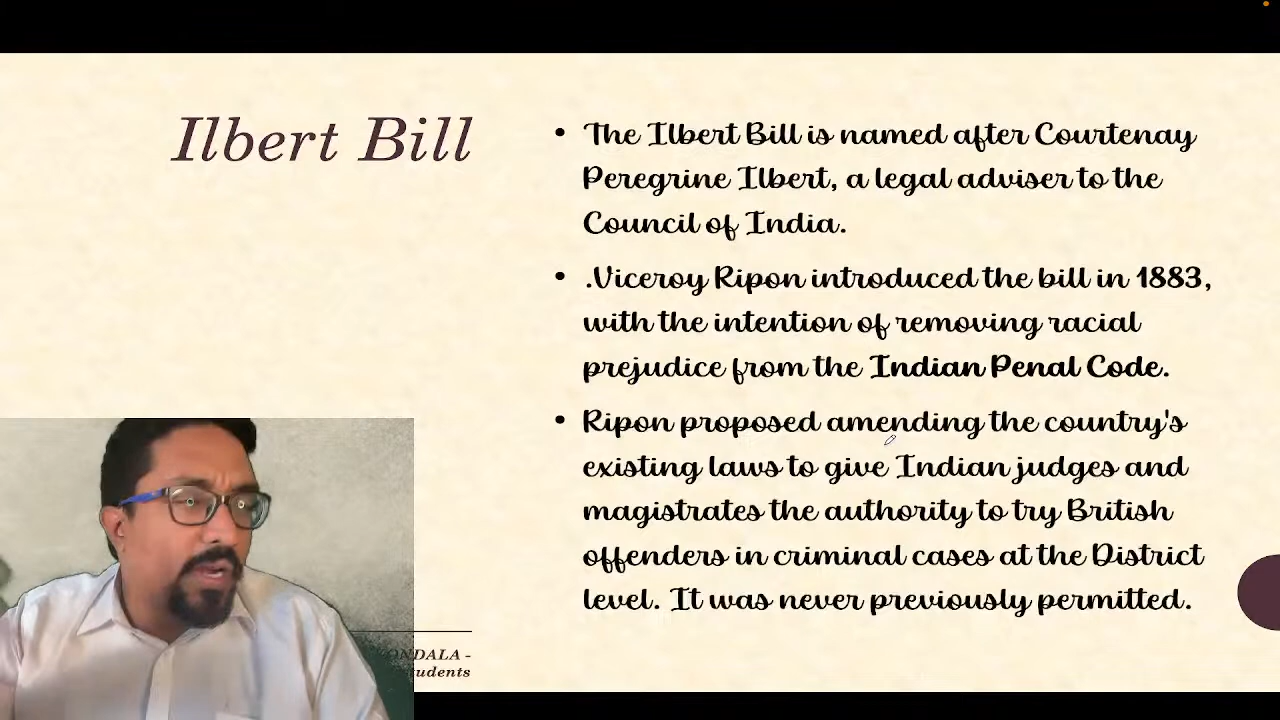 Ilbert Bill
• The Ilbert Bill is named after Courtenay
Peregrine Ilbert, a legal adviser to the
Council of India.
• .Viceroy Ripon introduced the bill in 1883,
with the intention of removing racial
prejudice from the Indian Penal Code.
• Ripon proposed amending the country's
existing laws to give Indian judges and
magistrates the authority to try British
offenders in criminal cases at the District
level. It was never previously permitted.